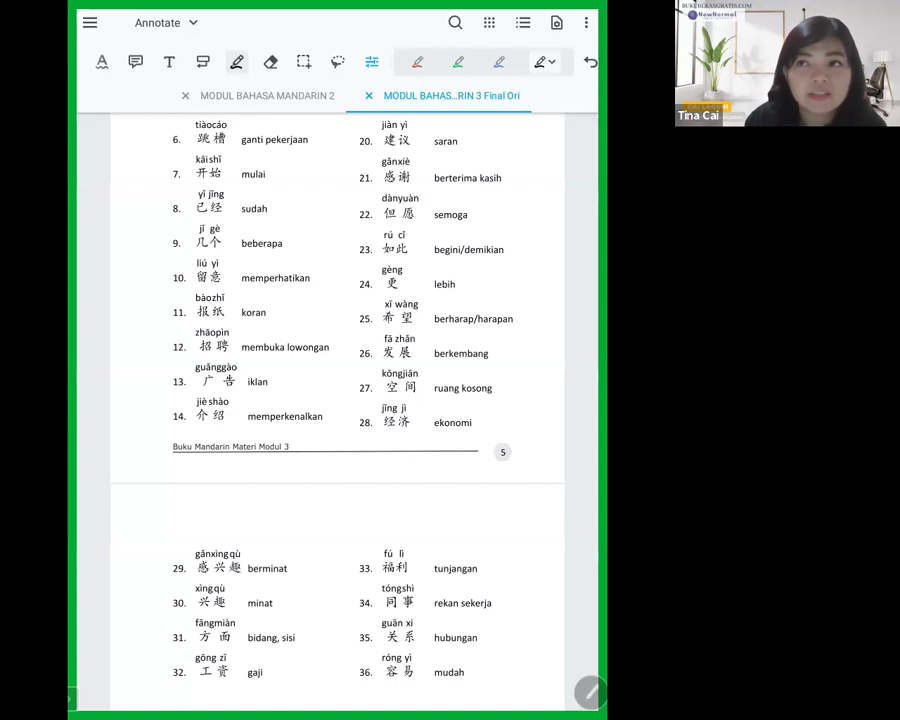 Annotate
MODUL BAHASA MANDARIN 2
MODUL BAHAS...RIN 3 Final Ori
tiàocáo
6. 跳槽 ganti pekerjaan
kāishǐ
7. 开始 mulai
yǐ jīng
8. 已经 sudah
jǐ gè
9. 几个 beberapa
liú yì
10. 留意 memperhatikan
bàozhǐ
11. 报纸 koran
zhāopìn
12. 招聘 membuka lowongan
guǎnggào
13. 广告 iklan
jiè shào
14. 介绍 memperkenalkan
jiàn yì
20. 建议 saran
gǎnxiè
21. 感谢 berterima kasih
dànyuàn
22. 但愿 semoga
rú cǐ
23. 如此 begini/demikian
gèng
24. 更 lebih
xī wàng
25. 希望 berharap/harapan
fā zhǎn
26. 发展 berkembang
kōngjiān
27. 空间 ruang kosong
jīng jì
28. 经济 ekonomi
Buku Mandarin Materi Modul 3
5
gǎnxìngqù
29. 感兴趣 berminat
xìngqù
30. 兴趣 minat
fāngmiàn
31. 方面 bidang, sisi
gōng zī
32. 工资 gaji
fú lì
33. 福利 tunjangan
tóngshì
34. 同事 rekan sekerja
guān xi
35. 关系 hubungan
róng yì
36. 容易 mudah
BUKUBEKASGRATIS.COM
NewNormal
Tina Cai